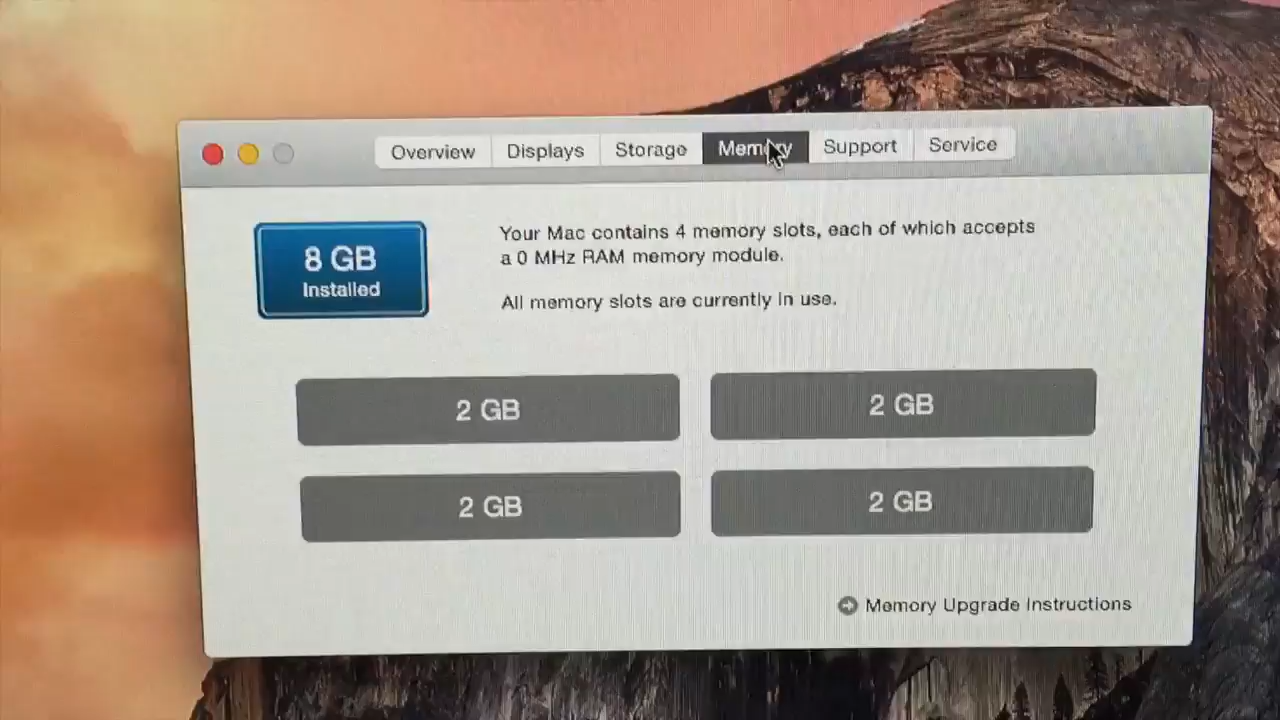 Overview Displays Storage Memory Support Service
8 GB
Installed
Your Mac contains 4 memory slots, each of which accepts
a 0 MHz RAM memory module.
All memory slots are currently in use.
2 GB 2 GB
2 GB 2 GB
Memory Upgrade Instructions